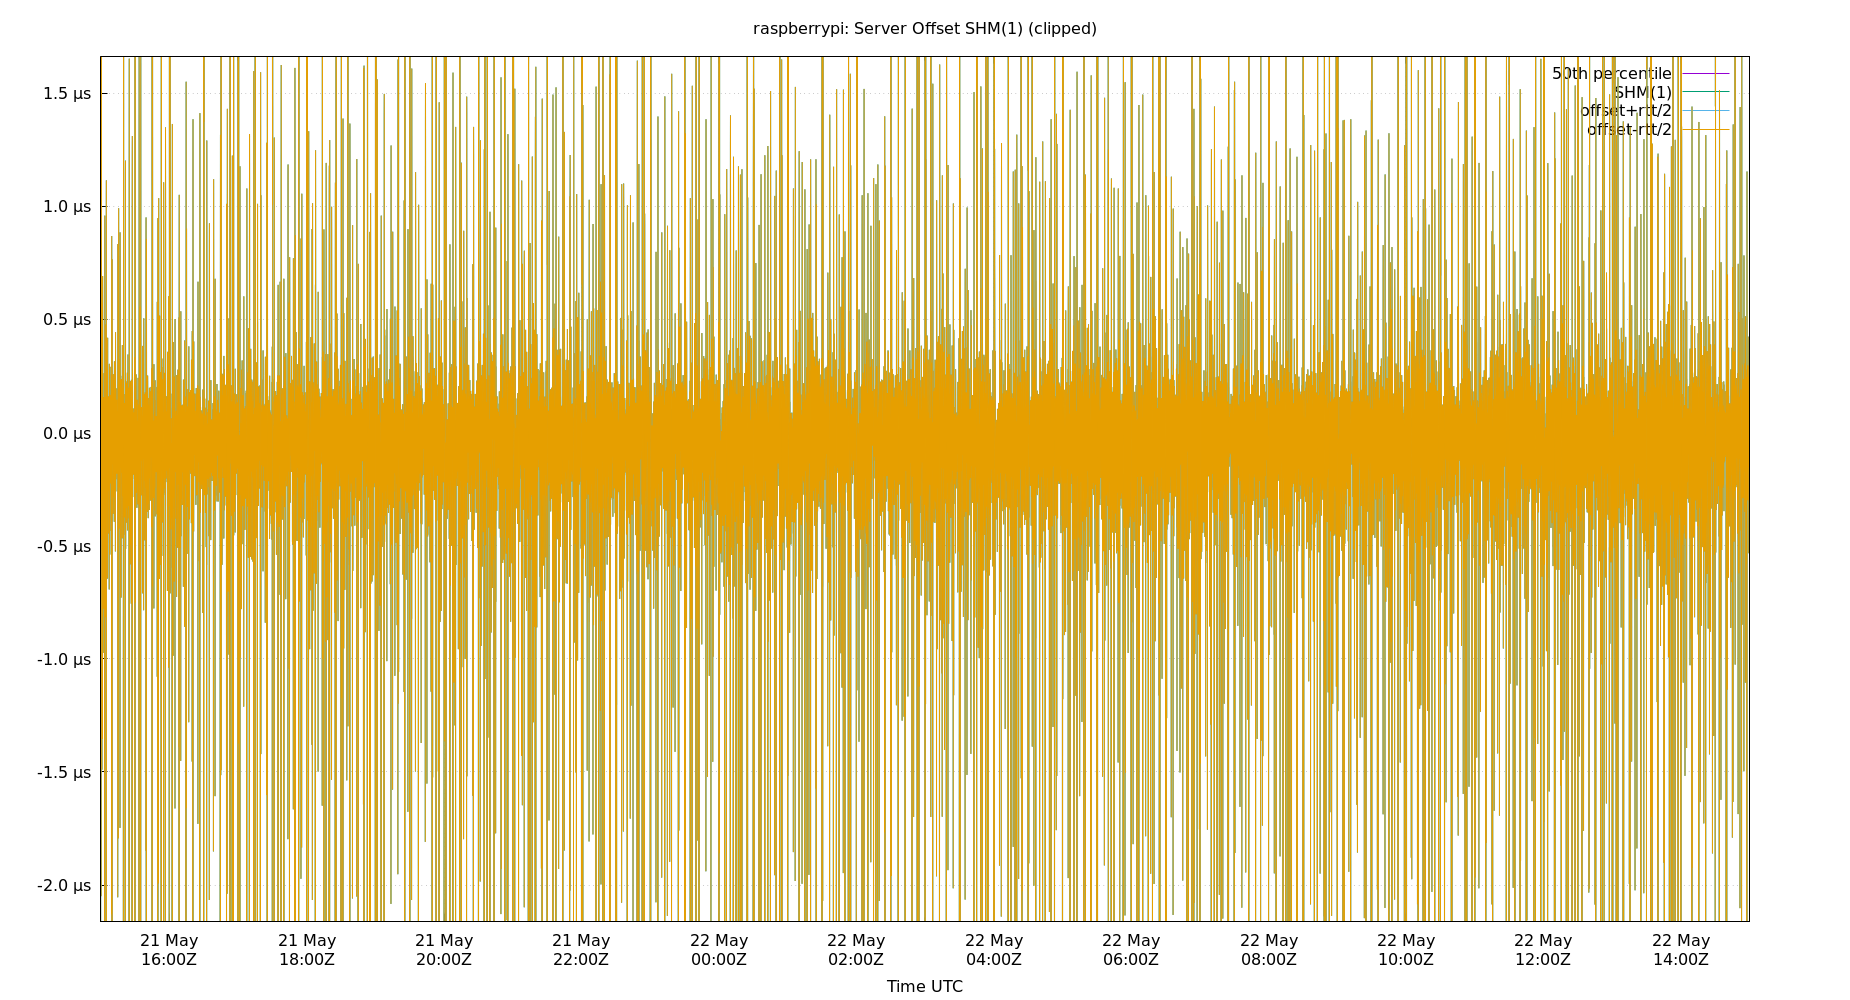 raspberrypi: Server Offset SHM(1) (clipped)
50th percentile
SHM(1)
offset+rtt/2
offset-rtt/2
1.5 µs
1.0 µs
0.5 µs
0.0 µs
-0.5 µs
-1.0 µs
-1.5 µs
-2.0 µs
21 May 21 May 21 May 21 May 22 May 22 May 22 May 22 May 22 May 22 May 22 May 22 May
16:00Z 18:00Z 20:00Z 22:00Z 00:00Z 02:00Z 04:00Z 06:00Z 08:00Z 10:00Z 12:00Z 14:00Z
Time UTC